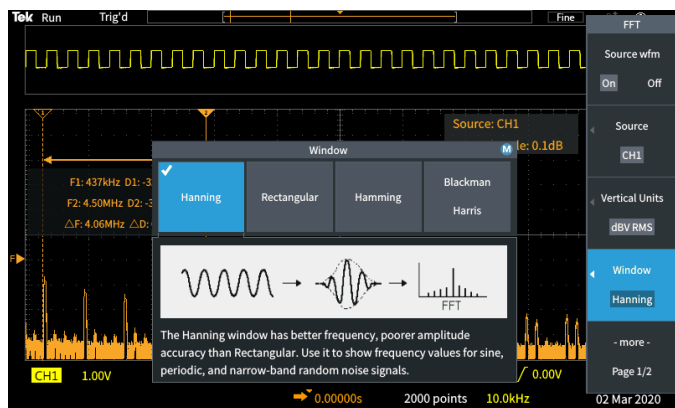 Tek Run Trig'd Fine
FFT
Source wfm
On Off
Source: CH1
Source
le: 0.1dB
CH1
Window M
F1: 437kHz D1: -3
F2: 4.50MHz D2: -3
△F: 4.06MHz △D:
Hanning Rectangular Hamming Blackman
Harris
Vertical Units
dBV RMS
F
Window
Hanning
FFT
The Hanning window has better frequency, poorer amplitude
accuracy than Rectangular. Use it to show frequency values for sine,
periodic, and narrow-band random noise signals.
- more -
Page 1/2
CH1 1.00V 0.00V
0.00000s 2000 points 10.0kHz 02 Mar 2020